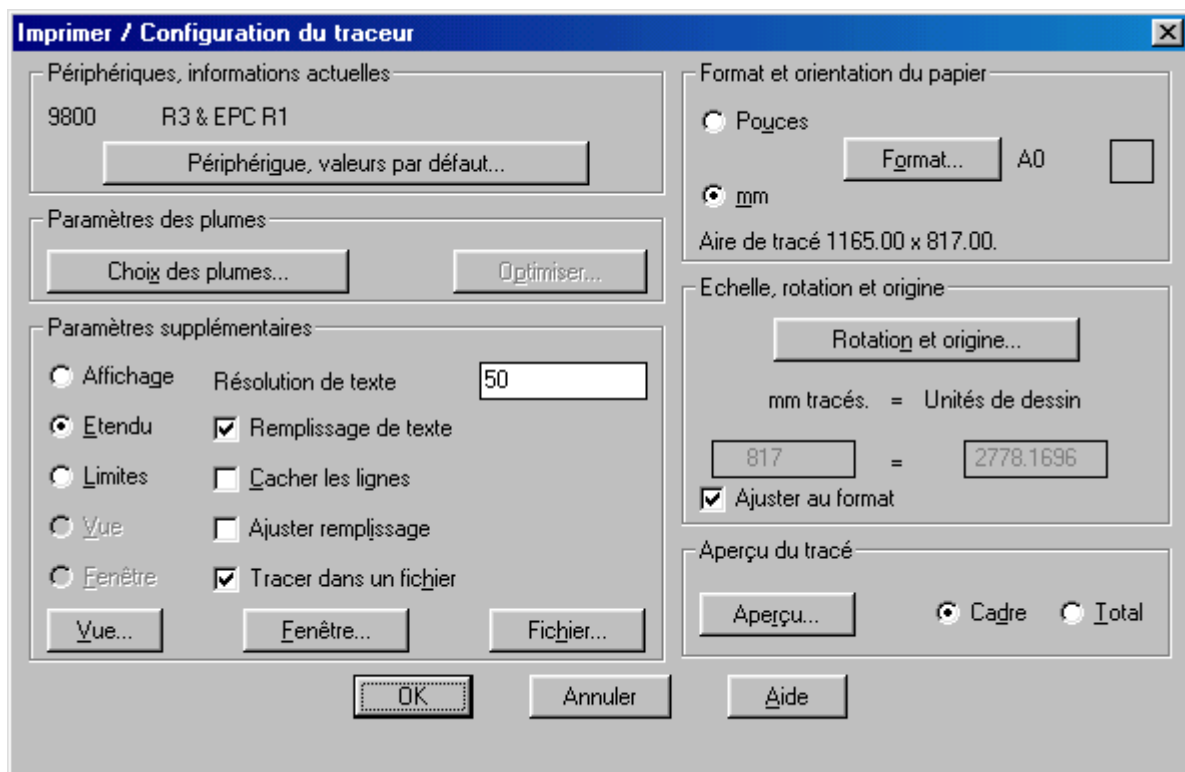 Imprimer / Configuration du traceur
Périphériques, informations actuelles
9800 R3 & EPC R1
Périphérigue, valeurs par défaut...
Paramètres des plumes
Choix des plumes... Optimiser...
Paramètres supplémentaires
Affichage Résolution de texte 50
Etendu Remplissage de texte
Limites Cacher les lignes
Vue Ajuster remplissage
Fenêtre Tracer dans un fichier
Vue... Fenêtre... Fichier...
Format et orientation du papier
Pouces
Format... A0
mm
Aire de tracé 1165.00 x 817.00.
Echelle, rotation et origine
Rotation et origine...
mm tracés. = Unités de dessin
817 = 2778.1696
Ajuster au format
Aperçu du tracé
Aperçu... Cadre Total
OK Annuler Aide